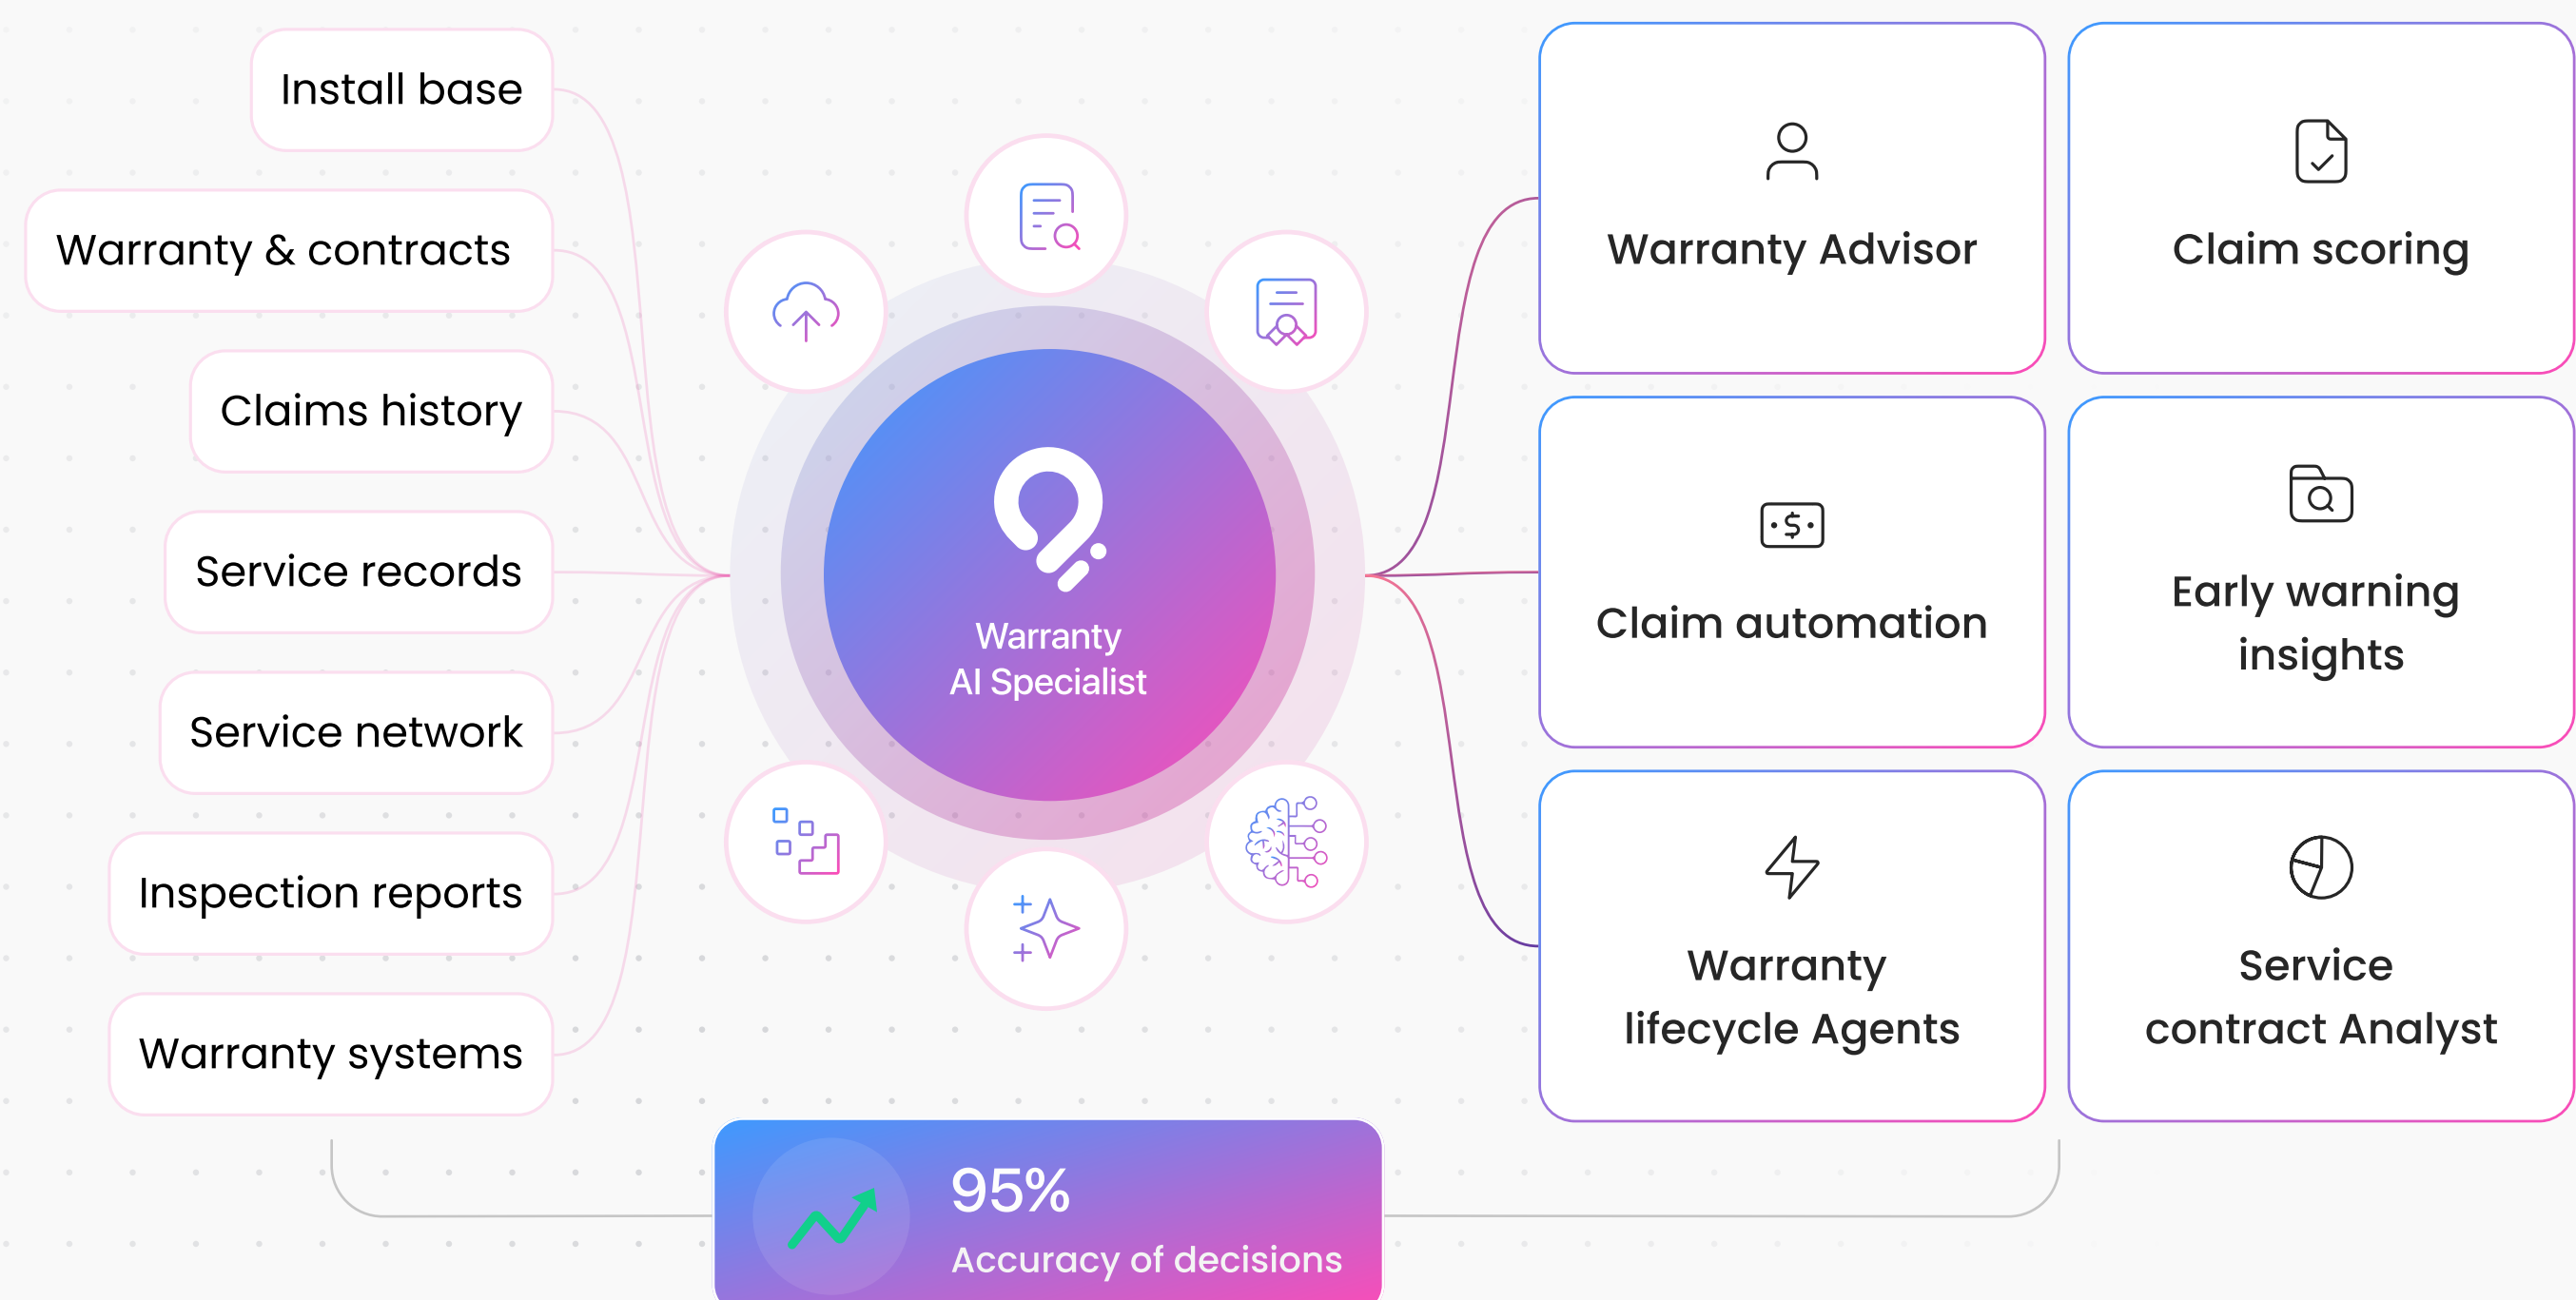 Install base
Warranty & contracts
Claims history
Service records
Service network
Inspection reports
Warranty systems
Warranty
AI Specialist
Warranty Advisor
Claim scoring
Claim automation
Early warning
insights
Warranty
lifecycle Agents
Service
contract Analyst
95%
Accuracy of decisions